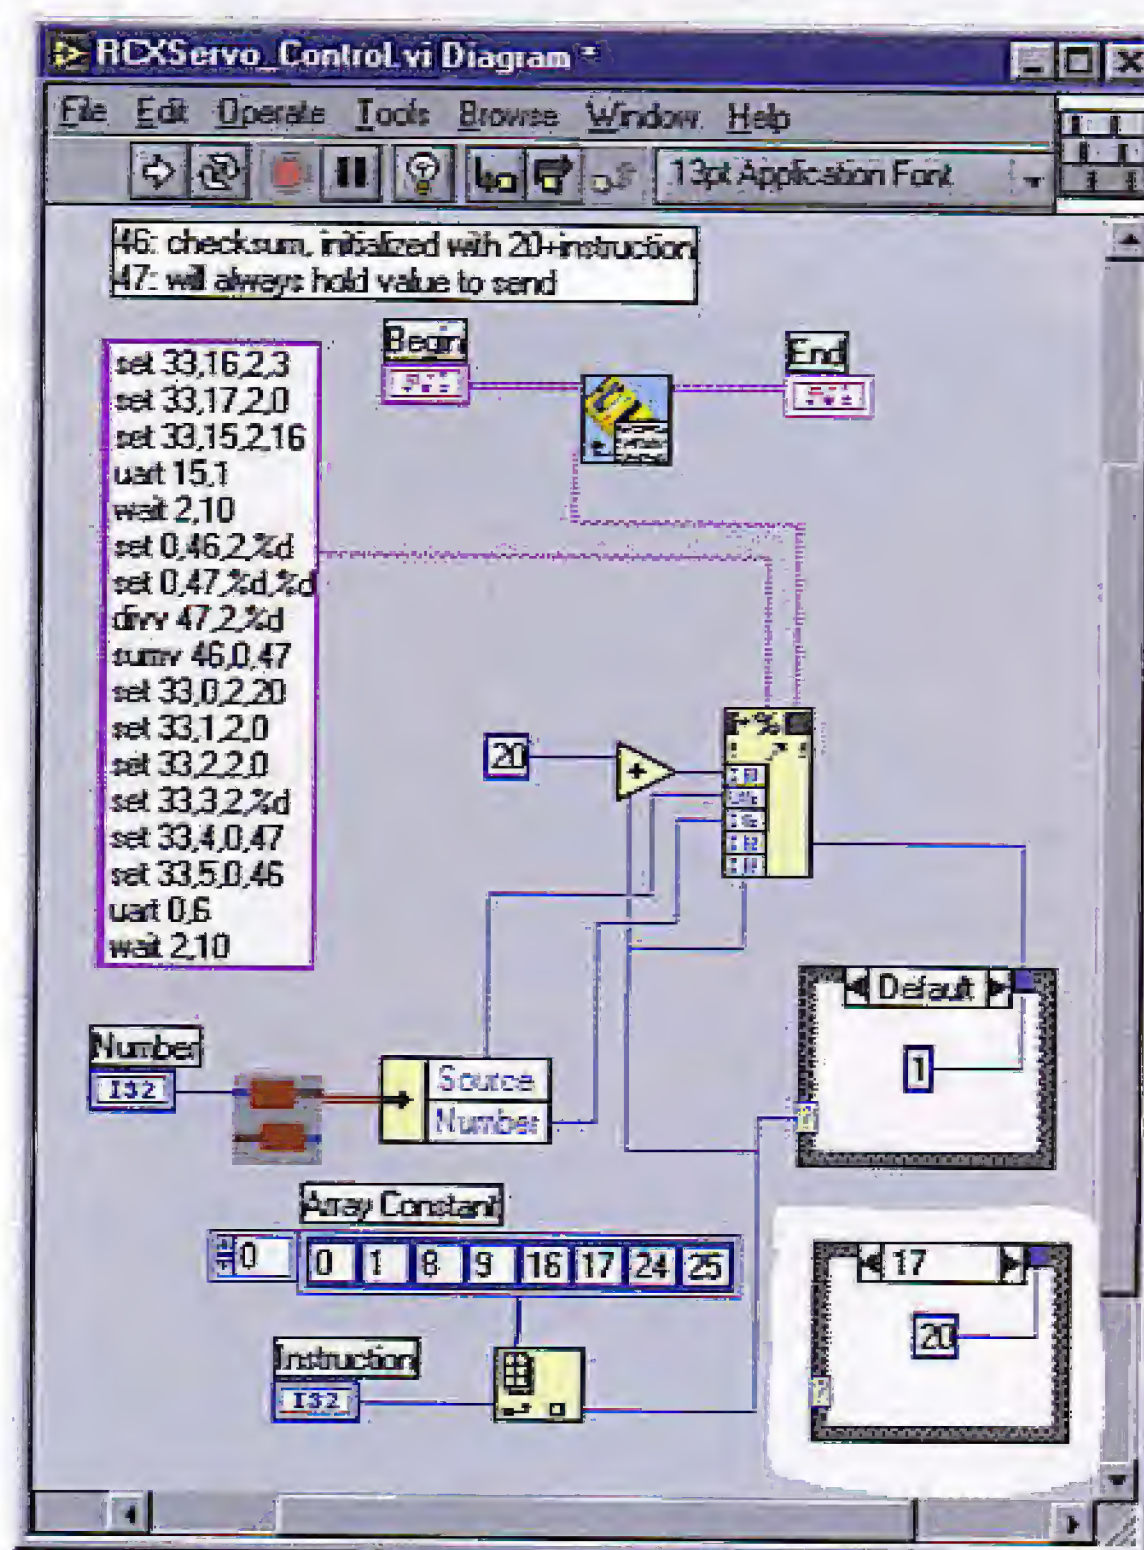 RCXServo_Control.vi Diagram *
File Edit Operate Tools Browse Window Help
13pt Application Font
46: checksum, initialized with 20+instruction
47: will always hold value to send
Begin
End
set 33,16,2,3
set 33,17,2,0
set 33,15,2,16
uart 15,1
wait 2,10
set 0,46,2,%d
set 0,47,%d,%d
divv 47,2,%d
sumv 46,0,47
set 33,0,2,20
set 33,1,2,0
set 33,2,2,0
set 33,3,2,%d
set 33,4,0,47
set 33,5,0,46
uart 0,6
wait 2,10
20
Default
1
Number
I32
Source
Number
Array Constant
0 0 1 8 9 16 17 24 25
17
20
Instruction
I32